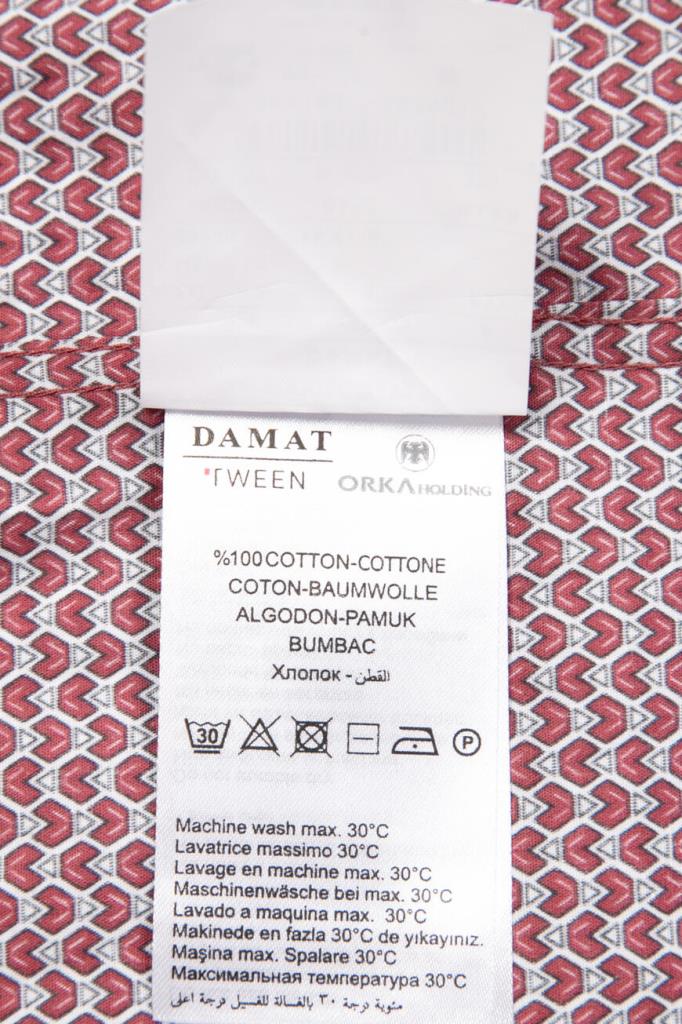 DAMAT
TWEEN
ORKA HOLDING
%100 COTTON-COTTONE
COTON-BAUMWOLLE
ALGODON-PAMUK
BUMBAC
Хлопок - القطن
30
P
Machine wash max. 30°C
Lavatrice massimo 30°C
Lavage en machine max. 30°C
Maschinenwäsche bei max. 30°C
Lavado a maquina max. 30°C
Makinede en fazla 30°C de yıkayınız.
Maşina max. Spalare 30°C
Максимальная температура 30°C
مئوية درجة ٣٠ بالغسالة للغسيل درجة اعلى